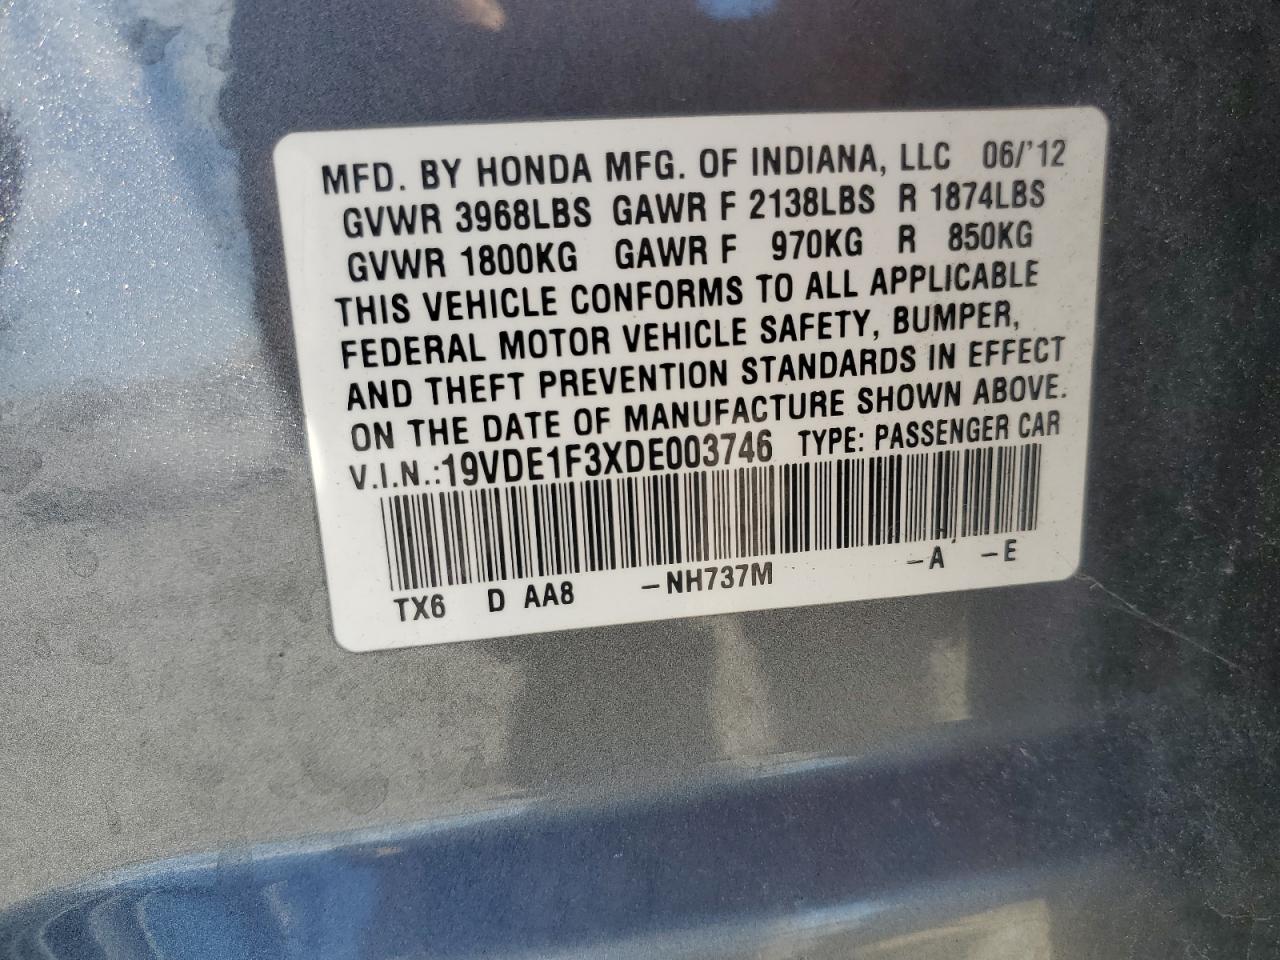 MFD. BY HONDA MFG. OF INDIANA, LLC 06/'12
GVWR 3968LBS GAWR F 2138LBS R 1874LBS
GVWR 1800KG GAWR F 970KG R 850KG
THIS VEHICLE CONFORMS TO ALL APPLICABLE
FEDERAL MOTOR VEHICLE SAFETY, BUMPER,
AND THEFT PREVENTION STANDARDS IN EFFECT
ON THE DATE OF MANUFACTURE SHOWN ABOVE.
V.I.N.:19VDE1F3XDE003746 TYPE: PASSENGER CAR
TX6 D AA8 -NH737M -A -E